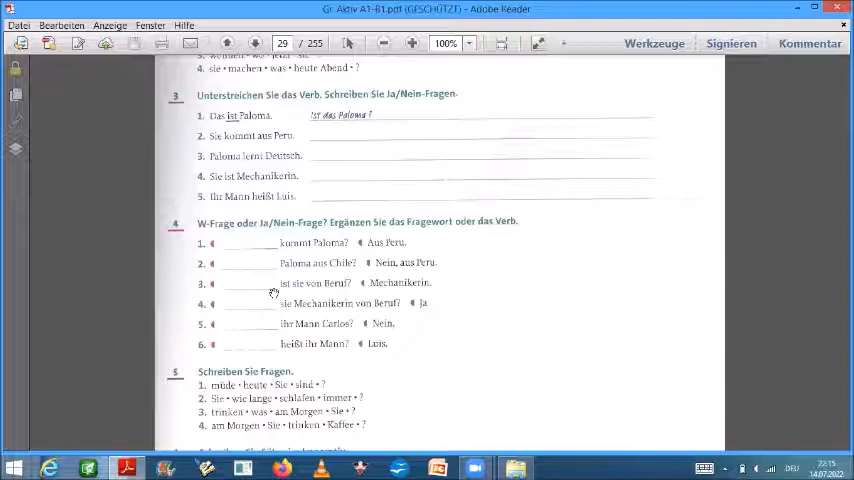 Gr. Aktiv A1-B1.pdf (GESCHÜTZT) - Adobe Reader
Datei Bearbeiten Anzeige Fenster Hilfe
29 / 255 100% Werkzeuge Signieren Kommentar
4. sie • machen • was • heute Abend • ?
3 Unterstreichen Sie das Verb. Schreiben Sie Ja/Nein-Fragen.
1. Das ist Paloma. Ist das Paloma?
2. Sie kommt aus Peru.
3. Paloma lernt Deutsch.
4. Sie ist Mechanikerin.
5. Ihr Mann heißt Luis.
4 W-Frage oder Ja/Nein-Frage? Ergänzen Sie das Fragewort oder das Verb.
1. kommt Paloma? Aus Peru.
2. Paloma aus Chile? Nein, aus Peru.
3. ist sie von Beruf? Mechanikerin.
4. sie Mechanikerin von Beruf? Ja
5. ihr Mann Carlos? Nein.
6. heißt ihr Mann? Luis.
5 Schreiben Sie Fragen.
1. müde • heute • Sie • sind • ?
2. Sie • wie lange • schlafen • immer • ?
3. trinken • was • am Morgen • Sie • ?
4. am Morgen • Sie • trinken • Kaffee • ?
DEU 22:15
14.07.2022